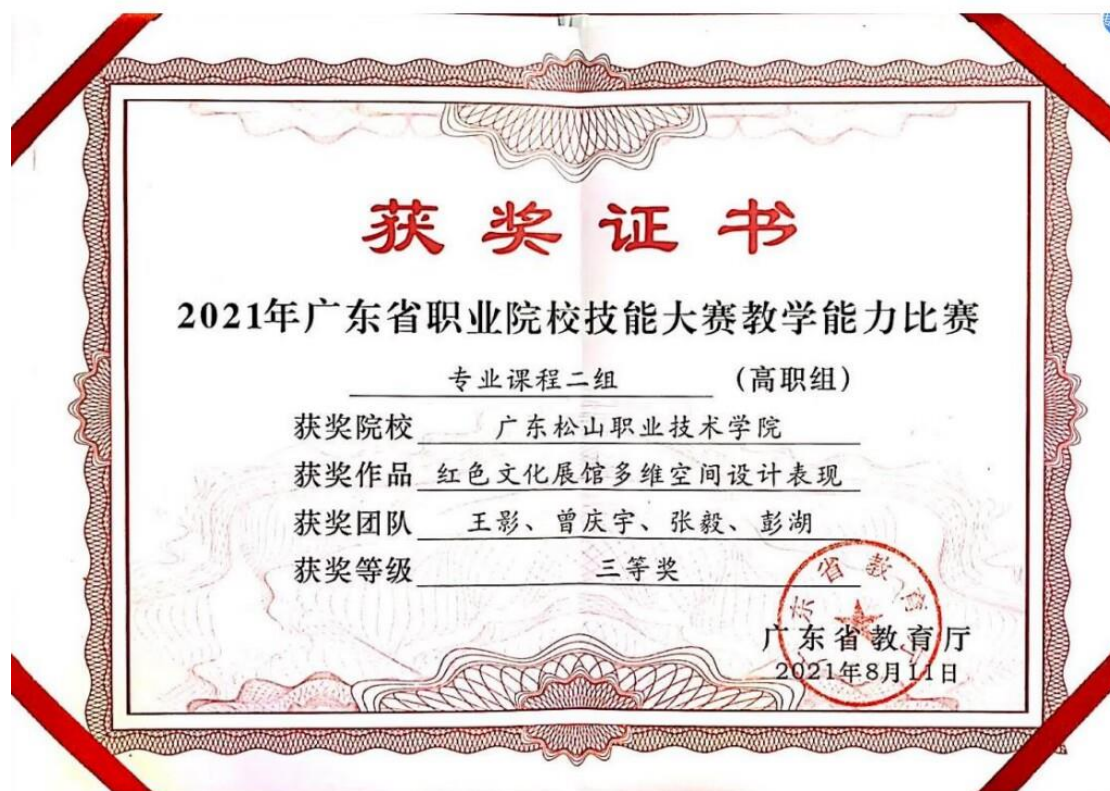 获奖证书
2021年广东省职业院校技能大赛教学能力比赛
专业课程二组 (高职组)
获奖院校 广东松山职业技术学院
获奖作品 红色文化展馆多维空间设计表现
获奖团队 王影、曾庆宇、张毅、彭湖
获奖等级 三等奖
广东省教育厅
2021年8月11日